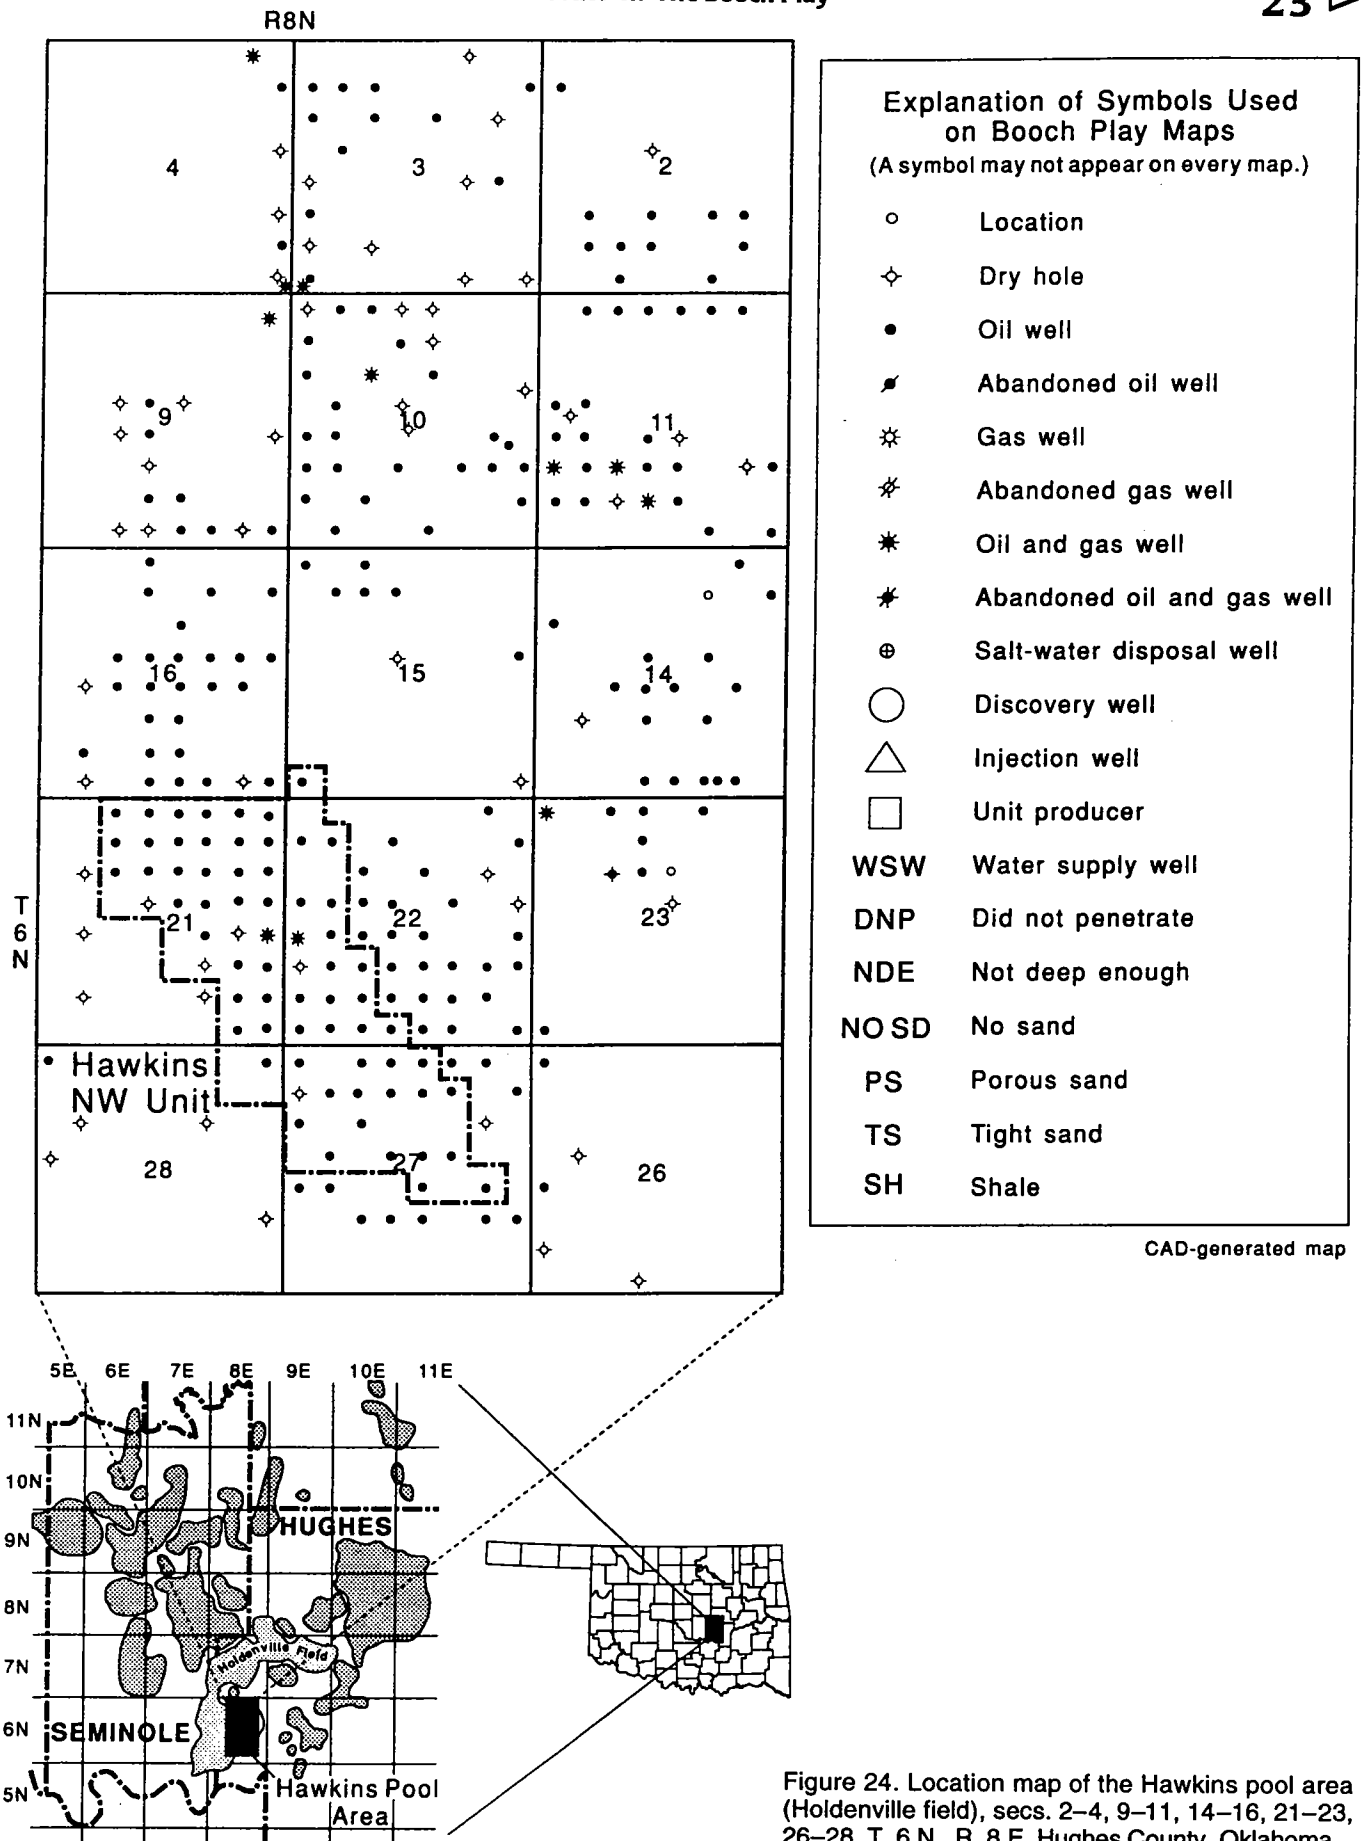 23
R8N
4
3
2
9
10
11
16
15
14
T
6
N
21
22
23
Hawkins
NW Unit
28
27
26
Explanation of Symbols Used
on Booch Play Maps
(A symbol may not appear on every map.)
Location
Dry hole
Oil well
Abandoned oil well
Gas well
Abandoned gas well
Oil and gas well
Abandoned oil and gas well
Salt-water disposal well
Discovery well
Injection well
Unit producer
WSW Water supply well
DNP Did not penetrate
NDE Not deep enough
NO SD No sand
PS Porous sand
TS Tight sand
SH Shale
CAD-generated map
5E 6E 7E 8E 9E 10E 11E
11N
10N
9N
8N
7N
6N
5N
HUGHES
Holdenville Field
SEMINOLE
Hawkins Pool
Area
Figure 24. Location map of the Hawkins pool area
(Holdenville field), secs. 2–4, 9–11, 14–16, 21–23,
26–28, T. 6 N., R. 8 E., Hughes County, Oklahoma.